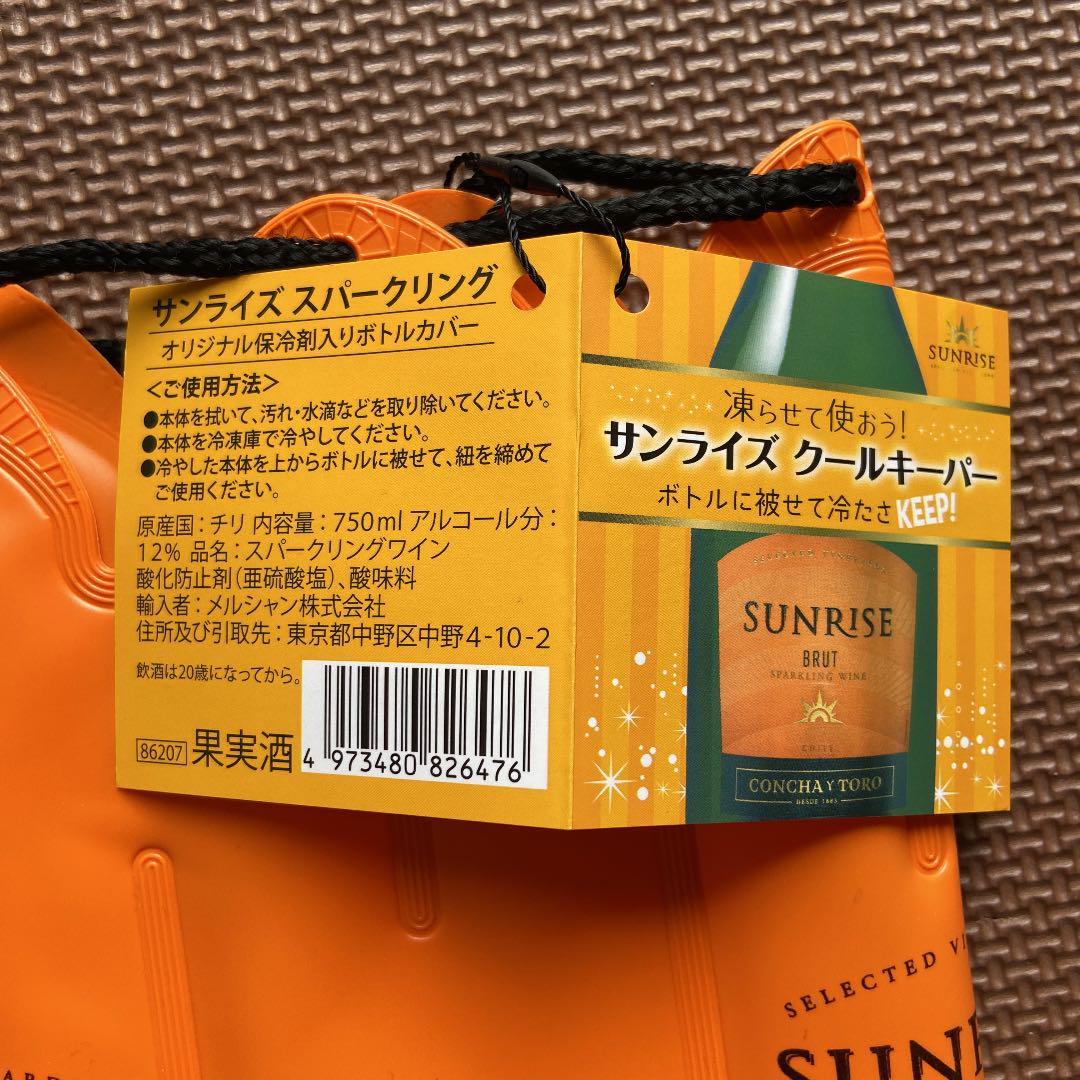 サンライズ スパークリング
オリジナル保冷剤入りボトルカバー
＜ご使用方法＞
●本体を拭いて、汚れ・水滴などを取り除いてください。
●本体を冷凍庫で冷やしてください。
●冷やした本体を上からボトルに被せて、紐を締めて
ご使用ください。
原産国：チリ 内容量：750ml アルコール分：
12% 品名：スパークリングワイン
酸化防止剤（亜硫酸塩）、酸味料
輸入者：メルシャン株式会社
住所及び引取先：東京都中野区中野4-10-2
飲酒は20歳になってから。
86207 果実酒
4 973480 826476
SUNRISE
凍らせて使おう!
サンライズ クールキーパー
ボトルに被せて冷たさKEEP!
SELECTED VINEYARDS
SUNRISE
BRUT
SPARKLING WINE
CHILE
CONCHA Y TORO
DESDE 1883
SELECTED VI
SUNI